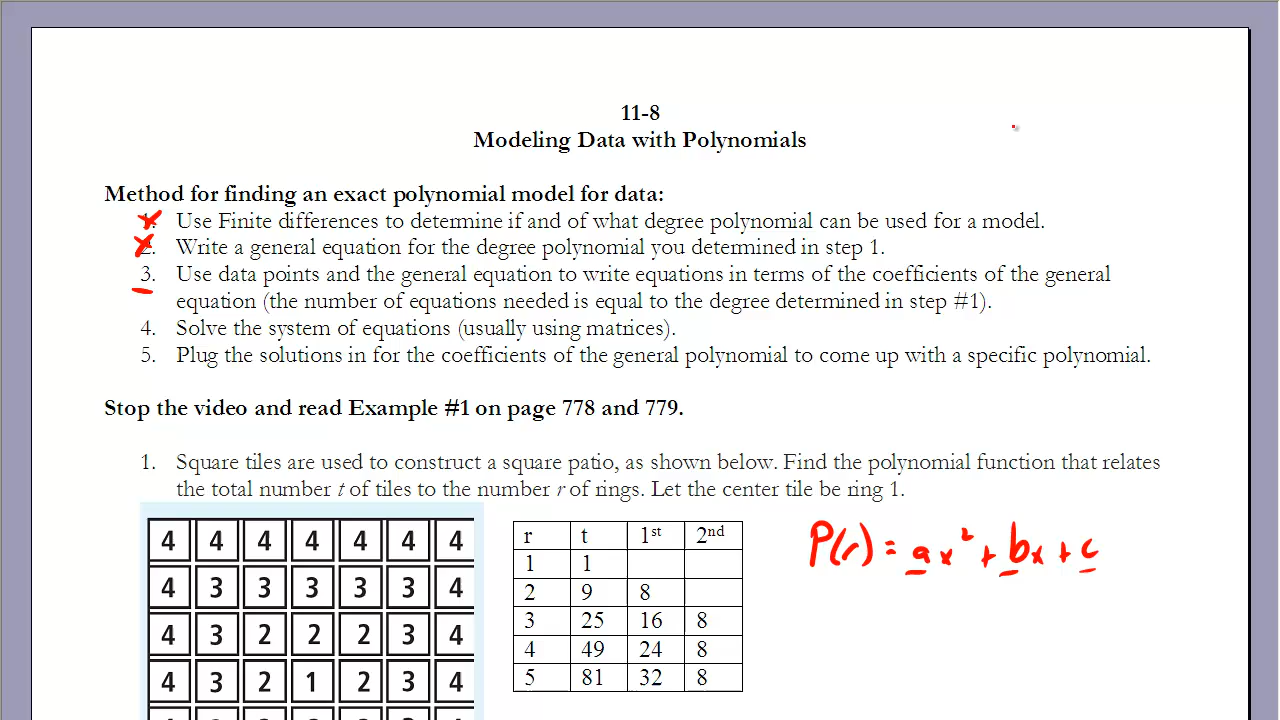 11-8
Modeling Data with Polynomials
Method for finding an exact polynomial model for data:
1. Use Finite differences to determine if and of what degree polynomial can be used for a model.
2. Write a general equation for the degree polynomial you determined in step 1.
3. Use data points and the general equation to write equations in terms of the coefficients of the general
equation (the number of equations needed is equal to the degree determined in step #1).
4. Solve the system of equations (usually using matrices).
5. Plug the solutions in for the coefficients of the general polynomial to come up with a specific polynomial.
Stop the video and read Example #1 on page 778 and 779.
1. Square tiles are used to construct a square patio, as shown below. Find the polynomial function that relates
the total number t of tiles to the number r of rings. Let the center tile be ring 1.
4 4 4 4 4 4 4
4 3 3 3 3 3 4
4 3 2 2 2 3 4
4 3 2 1 2 3 4
r t 1st 2nd
1 1
2 9 8
3 25 16 8
4 49 24 8
5 81 32 8
P(r) = ax² + bx + c